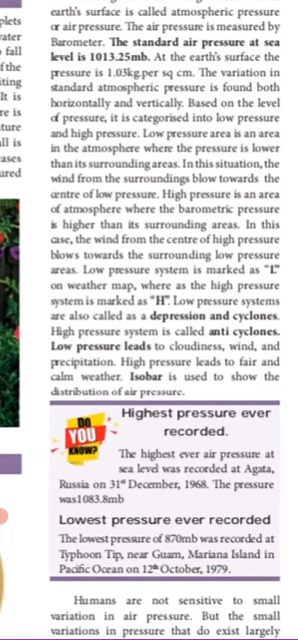 plets
water
fall
f the
iting
It is
re is
ture
all is
ases
ured
earth's surface is called atmospheric pressure
or air pressure. The air pressure is measured by
Barometer. The standard air pressure at sea
level is 1013.25mb. At the earth's surface the
pressure is 1.03kg.per sq cm. The variation in
standard atmospheric pressure is found both
horizontally and vertically. Based on the level
of pressure, it is categorised into low pressure
and high pressure. Low pressure area is an area
in the atmosphere where the pressure is lower
than its surrounding areas. In this situation, the
wind from the surroundings blow towards the
centre of low pressure. High pressure is an area
of atmosphere where the barometric pressure
is higher than its surrounding areas. In this
case, the wind from the centre of high pressure
blows towards the surrounding low pressure
areas. Low pressure system is marked as "L"
on weather map, where as the high pressure
system is marked as "H". Low pressure systems
are also called as a depression and cyclones.
High pressure system is called anti cyclones.
Low pressure leads to cloudiness, wind, and
precipitation. High pressure leads to fair and
calm weather. Isobar is used to show the
distribution of air pressure.
DO
YOU
KNOW?
Highest pressure ever
recorded.
The highest ever air pressure at
sea level was recorded at Agata,
Russia on 31st December, 1968. The pressure
was1083.8mb
Lowest pressure ever recorded
The lowest pressure of 870mb was recorded at
Typhoon Tip, near Guam, Mariana Island in
Pacific Ocean on 12th October, 1979.
Humans are not sensitive to small
variation in air pressure. But the small
variations in pressure that do exist largely